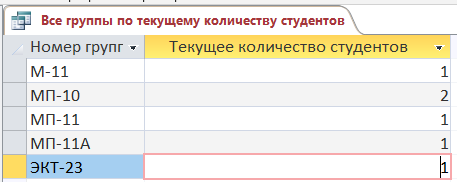 Все группы по текущему количеству студентов
Номер групг Текущее количество студентов
М-11 1
МП-10 2
МП-11 1
МП-11А 1
ЭКТ-23 1